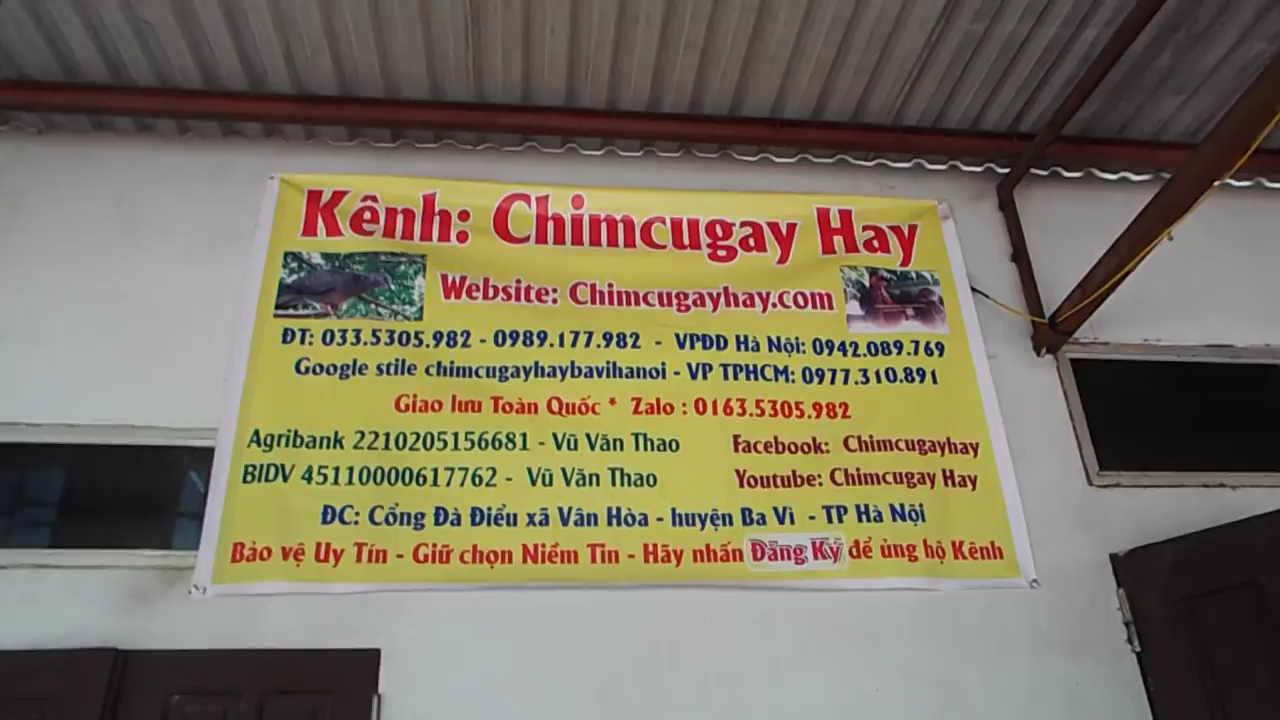 Kênh: Chimcugay Hay
Website: Chimcugayhay.com
ĐT: 033.5305.982 - 0989.177.982 - VPĐD Hà Nội: 0942.089.769
Google stile chimcugayhaybavihanoi - VP TPHCM: 0977.310.891
Giao lưu Toàn Quốc * Zalo : 0163.5305.982
Agribank 2210205156681 - Vũ Văn Thao Facebook: Chimcugayhay
BIDV 45110000617762 - Vũ Văn Thao Youtube: Chimcugay Hay
ĐC: Cổng Đà Điểu xã Vân Hòa - huyện Ba Vì - TP Hà Nội
Bảo vệ Uy Tín - Giữ chọn Niềm Tin - Hãy nhấn Đăng Ký để ủng hộ Kênh